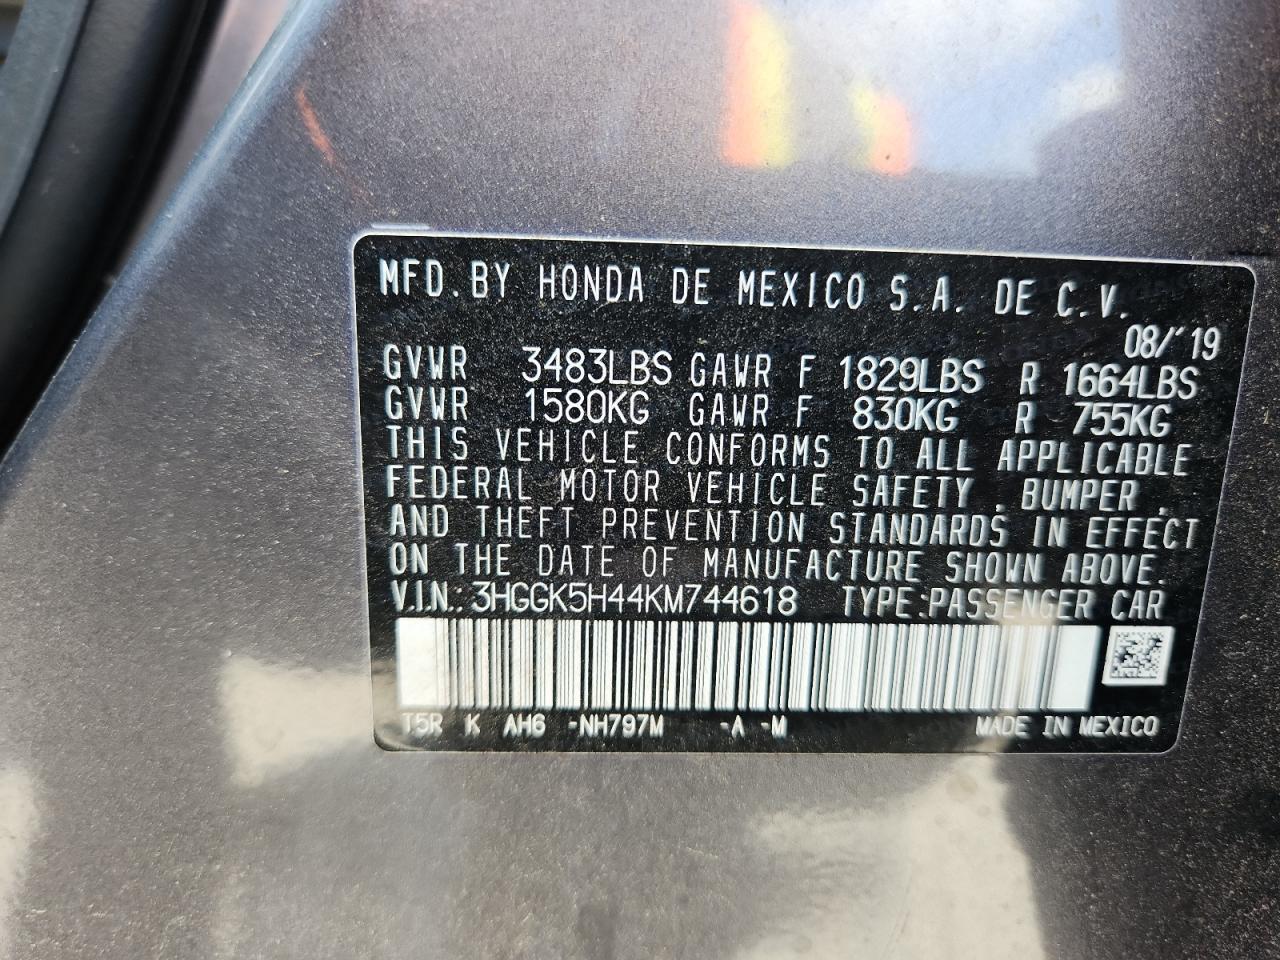 MFD. BY HONDA DE MEXICO S.A. DE C.V.
08/'19
GVWR 3483LBS GAWR F 1829LBS R 1664LBS
GVWR 1580KG GAWR F 830KG R 755KG
THIS VEHICLE CONFORMS TO ALL APPLICABLE
FEDERAL MOTOR VEHICLE SAFETY , BUMPER ,
AND THEFT PREVENTION STANDARDS IN EFFECT
ON THE DATE OF MANUFACTURE SHOWN ABOVE.
V.I.N.: 3HGGK5H44KM744618 TYPE:PASSENGER CAR
T5R K AH6 -NH797M -A -M MADE IN MEXICO